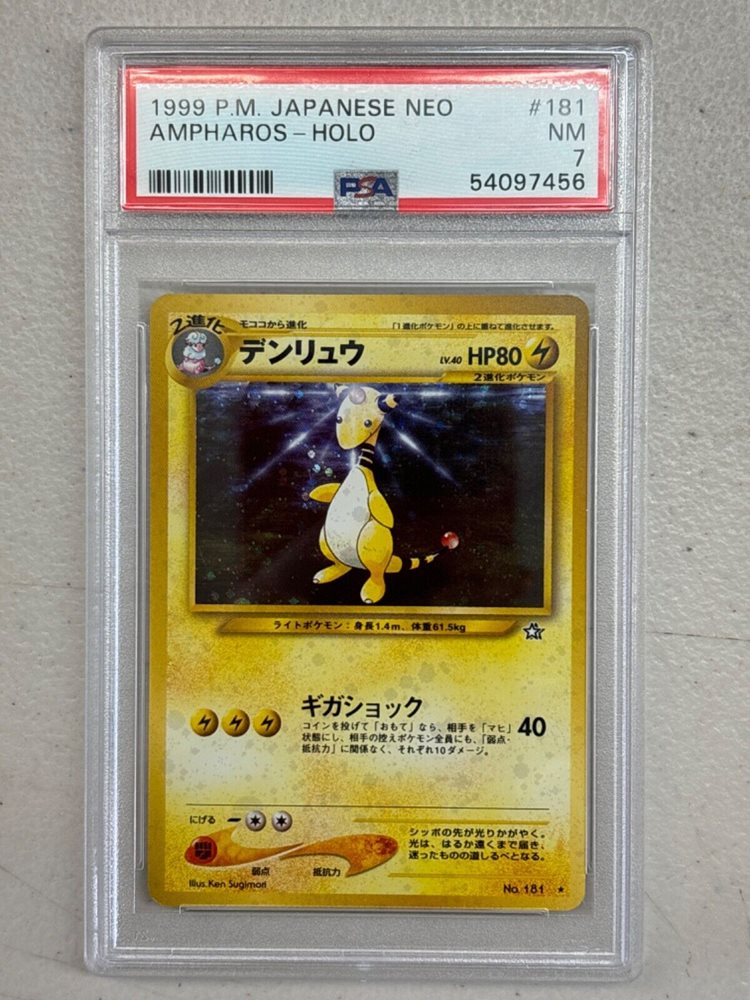 1999 P.M. JAPANESE NEO #181
AMPHAROS - HOLO NM
7
PSA 54097456
2進化 モココから進化 「1進化ポケモン」の上に重ねて進化させます。
デンリュウ LV.40 HP80
2進化ポケモン
ライトポケモン：身長1.4m、体重61.5kg
ギガショック 40
コインを投げて「おもて」なら、相手を「マヒ」
状態にし、相手の控えポケモン全員にも、「弱点・
抵抗力」に関係なく、それぞれ10ダメージ。
にげる
シッポの先が光りかがやく。
光は、はるか遠くまで届き、
迷ったものの道しるべとなる。
弱点 抵抗力
Illus. Ken Sugimori No. 181 ★